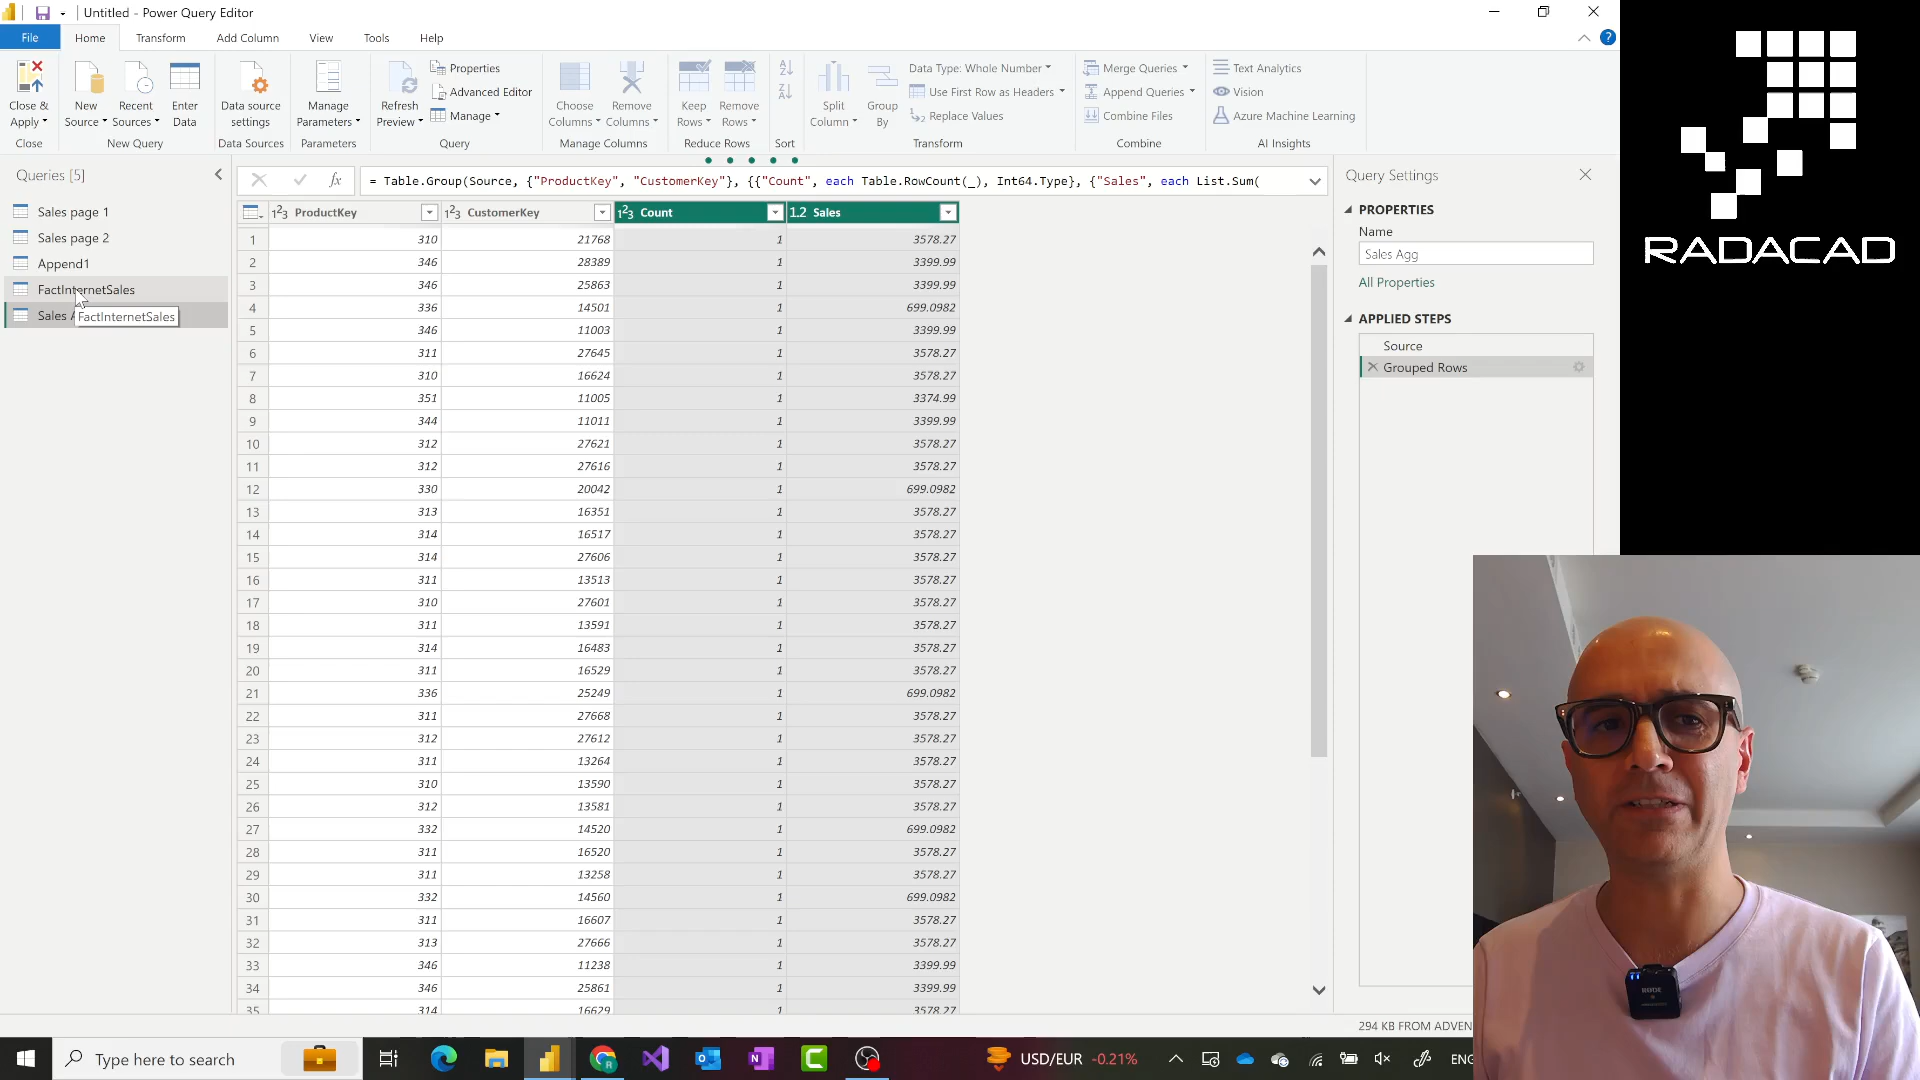 Untitled - Power Query Editor
File Home Transform Add Column View Tools Help
Close & Apply
New Source
Recent Sources
Enter Data
Data source settings
Manage Parameters
Refresh Preview
Properties
Advanced Editor
Manage
Choose Columns
Remove Columns
Keep Rows
Remove Rows
Split Column
Group By
Data Type: Whole Number
Use First Row as Headers
Replace Values
Merge Queries
Append Queries
Combine Files
Text Analytics
Vision
Azure Machine Learning
Close New Query Data Sources Parameters Query Manage Columns Reduce Rows Sort Transform Combine AI Insights
Queries [5]
Sales page 1
Sales page 2
Append1
FactInternetSales
Sales
FactInternetSales
fx = Table.Group(Source, {"ProductKey", "CustomerKey"}, {{"Count", each Table.RowCount(_), Int64.Type}, {"Sales", each List.Sum(
123 ProductKey 123 CustomerKey 123 Count 1.2 Sales
1 310 21768 1 3578.27
2 346 28389 1 3399.99
3 346 25863 1 3399.99
4 336 14501 1 699.0982
5 346 11003 1 3399.99
6 311 27645 1 3578.27
7 310 16624 1 3578.27
8 351 11005 1 3374.99
9 344 11011 1 3399.99
10 312 27621 1 3578.27
11 312 27616 1 3578.27
12 330 20042 1 699.0982
13 313 16351 1 3578.27
14 314 16517 1 3578.27
15 314 27606 1 3578.27
16 311 13513 1 3578.27
17 310 27601 1 3578.27
18 311 13591 1 3578.27
19 314 16483 1 3578.27
20 311 16529 1 3578.27
21 336 25249 1 699.0982
22 311 27668 1 3578.27
23 312 27612 1 3578.27
24 311 13264 1 3578.27
25 310 13590 1 3578.27
26 312 13581 1 3578.27
27 332 14520 1 699.0982
28 311 16520 1 3578.27
29 311 13258 1 3578.27
30 332 14560 1 699.0982
31 311 16607 1 3578.27
32 313 27666 1 3578.27
33 346 11238 1 3399.99
34 346 25861 1 3399.99
35 314 16629 1 3578.27
Query Settings
PROPERTIES
Name
Sales Agg
All Properties
APPLIED STEPS
Source
Grouped Rows
RADACAD
RODE
294 KB FROM ADVEN
Type here to search
USD/EUR -0.21%
ENG